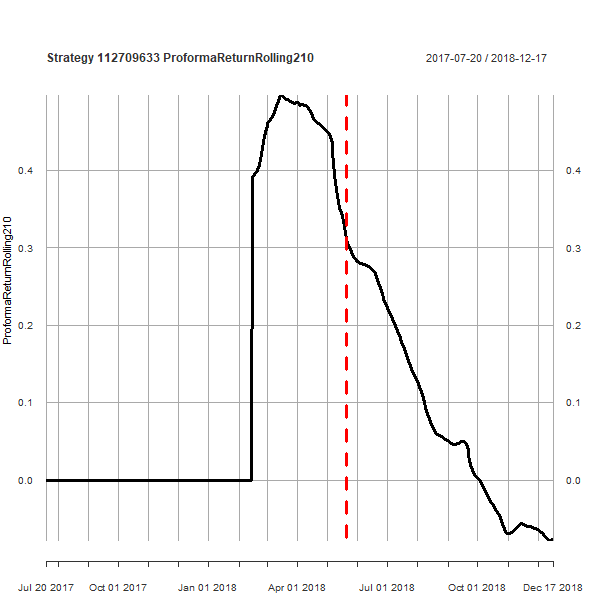 Strategy 112709633 ProformaReturnRolling210
2017-07-20 / 2018-12-17
ProformaReturnRolling210
0.4
0.4
0.3
0.3
0.2
0.2
0.1
0.1
0.0
0.0
Jul 20 2017
Oct 01 2017
Jan 01 2018
Apr 01 2018
Jul 01 2018
Oct 01 2018
Dec 17 2018